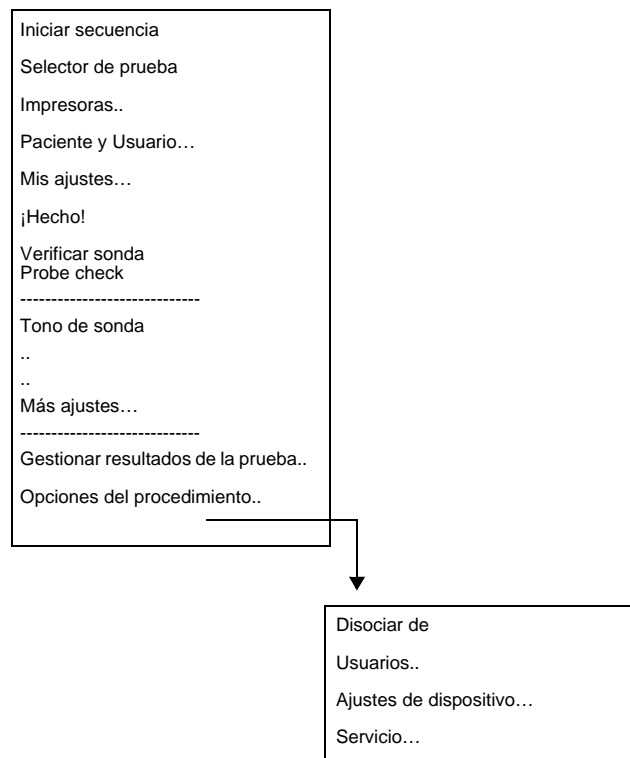 Iniciar secuencia
Selector de prueba
Impresoras..
Paciente y Usuario…
Mis ajustes…
¡Hecho!
Verificar sonda
Probe check
-----------------------------
Tono de sonda
..
..
Más ajustes…
-----------------------------
Gestionar resultados de la prueba..
Opciones del procedimiento..
Disociar de
Usuarios..
Ajustes de dispositivo…
Servicio…